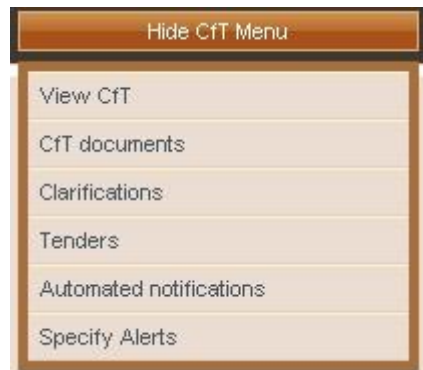 Hide CfT Menu
View CfT
CfT documents
Clarifications
Tenders
Automated notifications
Specify Alerts